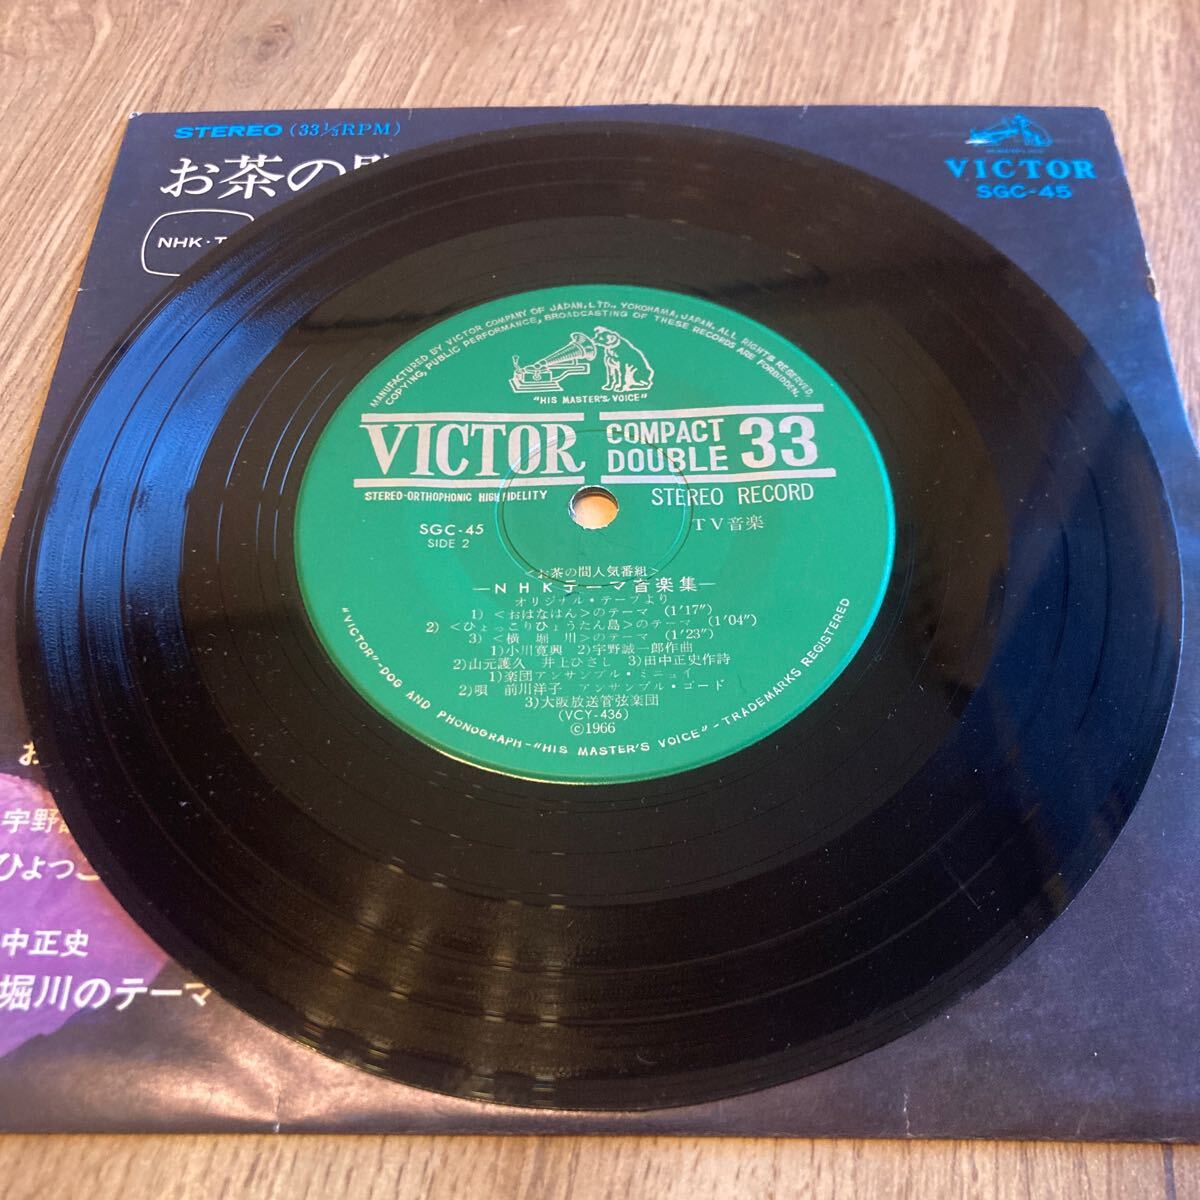 STEREO (33⅓RPM)
お茶の間
NHK・T
VICTOR
SGC-45
MANUFACTURED BY VICTOR COMPANY OF JAPAN, LTD., YOKOHAMA, JAPAN. ALL RIGHTS RESERVED.
COPYING, PUBLIC PERFORMANCE, BROADCASTING OF THESE RECORDS ARE FORBIDDEN.
"HIS MASTER'S VOICE"
VICTOR
COMPACT
DOUBLE 33
STEREO-ORTHOPHONIC HIGH FIDELITY
STEREO RECORD
SGC-45
SIDE 2
TV音楽
<お茶の間人気番組>
—NHKテーマ音楽集—
オリジナル・テープより
1) <おはなはん>のテーマ (1'17")
2) <ひょっこりひょうたん島>のテーマ (1'04")
3) <横堀川>のテーマ (1'23")
1)小川寛興 2)宇野誠一郎作曲
2)山元護久 井上ひさし 3)田中正史作詩
1)楽団アンサンブル・ミニュイ
2)唄 前川洋子 アンサンブル・ゴード
3)大阪放送管弦楽団
(VCY-436)
©1966
"VICTOR"-DOG AND PHONOGRAPH-"HIS MASTER'S VOICE"-TRADEMARKS REGISTERED
お
宇野
ひょっこ
中正史
堀川のテーマ